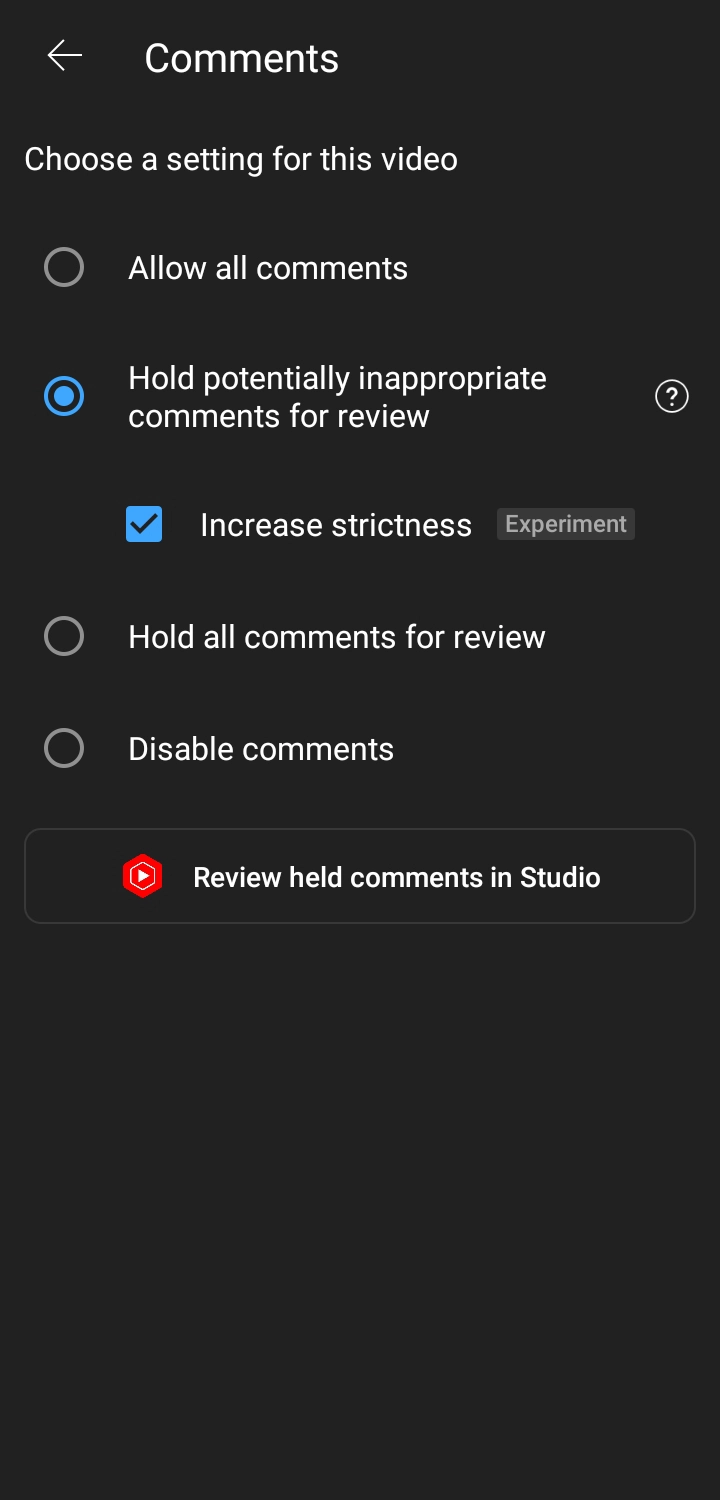 Comments
Choose a setting for this video
Allow all comments
Hold potentially inappropriate
comments for review
?
Increase strictness Experiment
Hold all comments for review
Disable comments
Review held comments in Studio